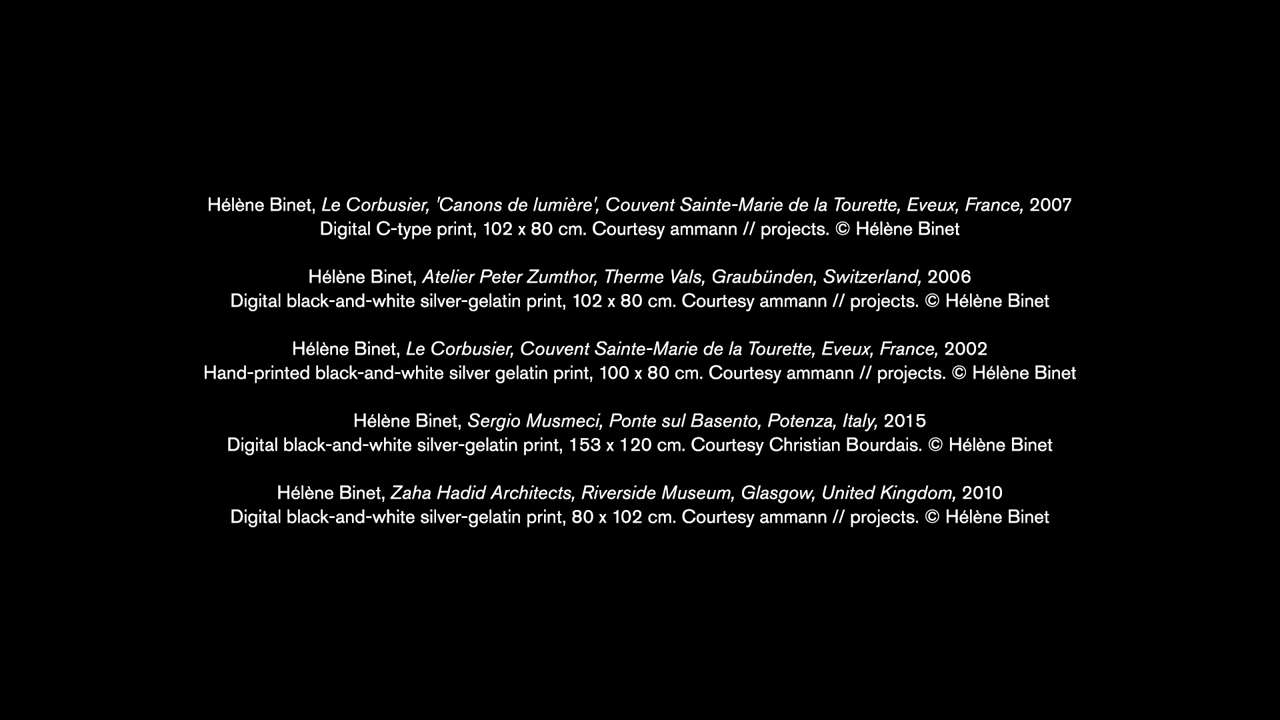 Hélène Binet, Le Corbusier, 'Canons de lumière', Couvent Sainte-Marie de la Tourette, Eveux, France, 2007
Digital C-type print, 102 x 80 cm. Courtesy ammann // projects. © Hélène Binet
Hélène Binet, Atelier Peter Zumthor, Therme Vals, Graubünden, Switzerland, 2006
Digital black-and-white silver-gelatin print, 102 x 80 cm. Courtesy ammann // projects. © Hélène Binet
Hélène Binet, Le Corbusier, Couvent Sainte-Marie de la Tourette, Eveux, France, 2002
Hand-printed black-and-white silver gelatin print, 100 x 80 cm. Courtesy ammann // projects. © Hélène Binet
Hélène Binet, Sergio Musmeci, Ponte sul Basento, Potenza, Italy, 2015
Digital black-and-white silver-gelatin print, 153 x 120 cm. Courtesy Christian Bourdais. © Hélène Binet
Hélène Binet, Zaha Hadid Architects, Riverside Museum, Glasgow, United Kingdom, 2010
Digital black-and-white silver-gelatin print, 80 x 102 cm. Courtesy ammann // projects. © Hélène Binet